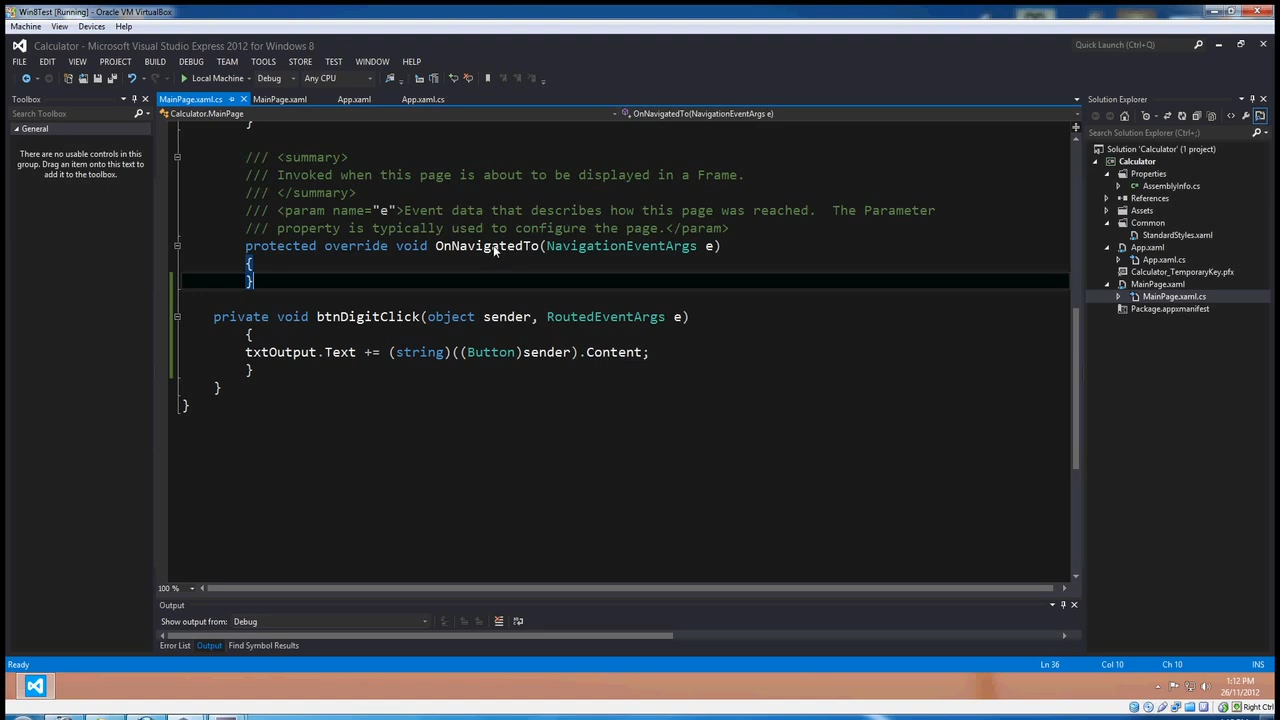 Win8Test [Running] - Oracle VM VirtualBox
Machine View Devices Help
Calculator - Microsoft Visual Studio Express 2012 for Windows 8
Quick Launch (Ctrl+Q)
FILE EDIT VIEW PROJECT BUILD DEBUG TEAM TOOLS STORE TEST WINDOW HELP
Local Machine Debug Any CPU
Toolbox
Search Toolbox
General
There are no usable controls in this
group. Drag an item onto this text to
add it to the toolbox.
MainPage.xaml.cs MainPage.xaml App.xaml App.xaml.cs
Calculator.MainPage OnNavigatedTo(NavigationEventArgs e)
}
/// <summary>
/// Invoked when this page is about to be displayed in a Frame.
/// </summary>
/// <param name="e">Event data that describes how this page was reached.  The Parameter
/// property is typically used to configure the page.</param>
protected override void OnNavigatedTo(NavigationEventArgs e)
{
}
private void btnDigitClick(object sender, RoutedEventArgs e)
{
txtOutput.Text += (string)((Button)sender).Content;
}
}
}
100 %
Output
Show output from: Debug
Error List Output Find Symbol Results
Solution Explorer
Search Solution Explorer (Ctrl+;)
Solution 'Calculator' (1 project)
Calculator
Properties
AssemblyInfo.cs
References
Assets
Common
StandardStyles.xaml
App.xaml
App.xaml.cs
Calculator_TemporaryKey.pfx
MainPage.xaml
MainPage.xaml.cs
Package.appxmanifest
Ready Ln 36 Col 10 Ch 10 INS
1:12 PM
26/11/2012
Right Ctrl